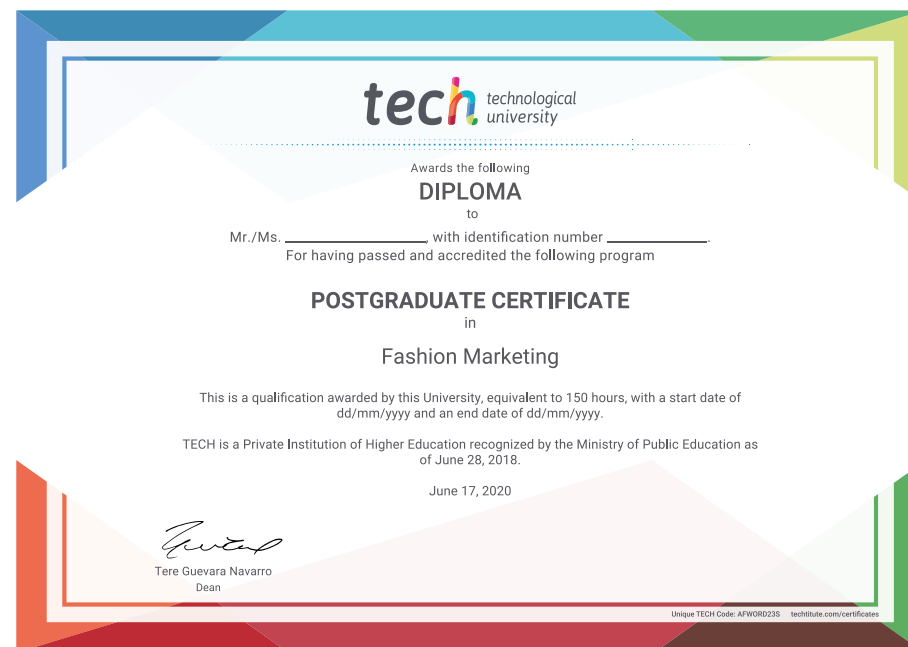 tech technological
university
Awards the following
DIPLOMA
to
Mr./Ms. ____________, with identification number ____________.
For having passed and accredited the following program
POSTGRADUATE CERTIFICATE
in
Fashion Marketing
This is a qualification awarded by this University, equivalent to 150 hours, with a start date of
dd/mm/yyyy and an end date of dd/mm/yyyy.
TECH is a Private Institution of Higher Education recognized by the Ministry of Public Education as
of June 28, 2018.
June 17, 2020
Tere Guevara Navarro
Dean
Unique TECH Code: AFWORD23S techtitute.com/certificates